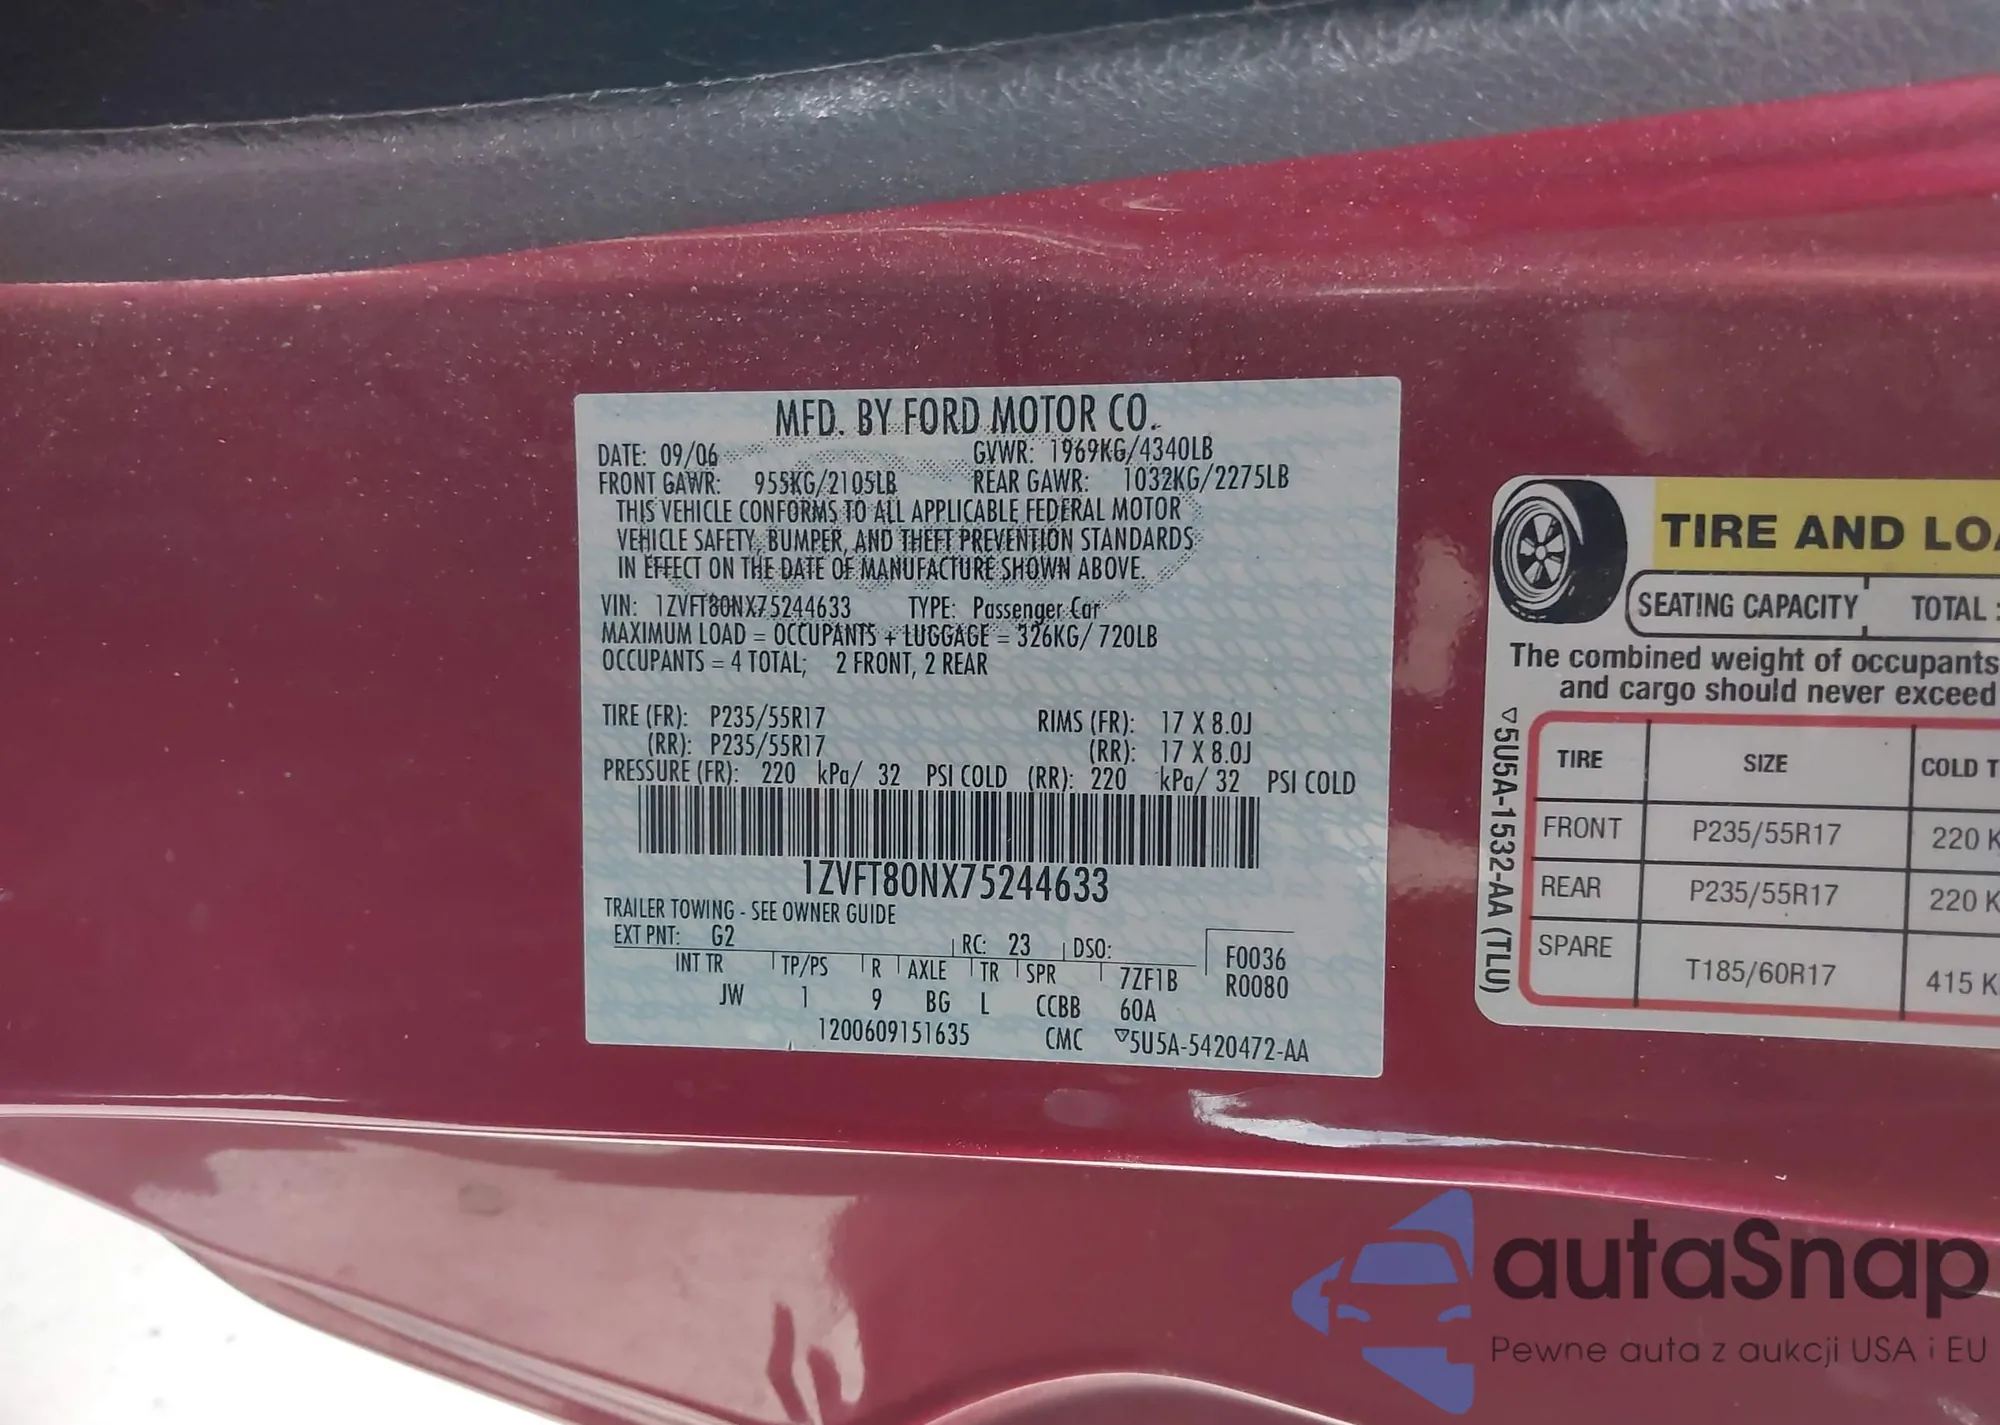 MFD. BY FORD MOTOR CO.
DATE: 09/06 GVWR: 1969KG/4340LB
FRONT GAWR: 955KG/2105LB REAR GAWR: 1032KG/2275LB
THIS VEHICLE CONFORMS TO ALL APPLICABLE FEDERAL MOTOR
VEHICLE SAFETY, BUMPER, AND THEFT PREVENTION STANDARDS
IN EFFECT ON THE DATE OF MANUFACTURE SHOWN ABOVE.
VIN: 1ZVFT80NX75244633 TYPE: Passenger Car
MAXIMUM LOAD = OCCUPANTS + LUGGAGE = 326KG/ 720LB
OCCUPANTS = 4 TOTAL; 2 FRONT, 2 REAR
TIRE (FR): P235/55R17 RIMS (FR): 17 X 8.0J
(RR): P235/55R17 (RR): 17 X 8.0J
PRESSURE (FR): 220 kPa/ 32 PSI COLD (RR): 220 kPa/ 32 PSI COLD
1ZVFT80NX75244633
TRAILER TOWING - SEE OWNER GUIDE
EXT PNT: G2 RC: 23 DSO: F0036
INT TR TP/PS R AXLE TR SPR 7ZF1B R0080
JW 1 9 BG L CCBB 60A
1200609151635 CMC ▽5U5A-5420472-AA
TIRE AND LOA
SEATING CAPACITY TOTAL :
The combined weight of occupants
and cargo should never exceed
▽5U5A-1532-AA (TLU)
TIRE SIZE COLD T
FRONT P235/55R17 220 K
REAR P235/55R17 220 K
SPARE T185/60R17 415 K
autaSnap
Pewne auta z aukcji USA i EU